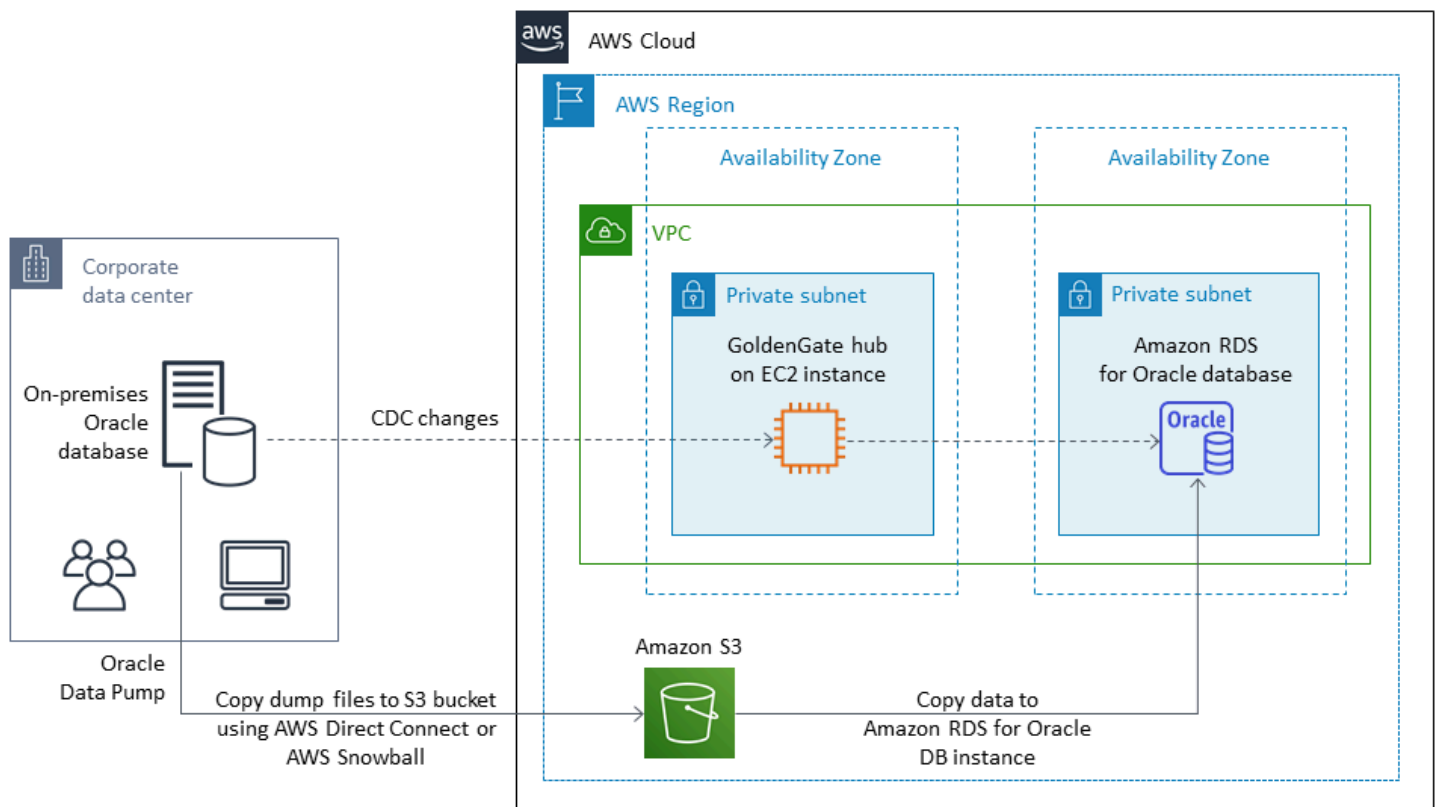 aws
AWS Cloud
AWS Region
Availability Zone
Availability Zone
VPC
Corporate
data center
Private subnet
Private subnet
GoldenGate hub
on EC2 instance
Amazon RDS
for Oracle database
On-premises
Oracle
database
CDC changes
Oracle
Amazon S3
Oracle
Data Pump
Copy dump files to S3 bucket
using AWS Direct Connect or
AWS Snowball
Copy data to
Amazon RDS for Oracle
DB instance